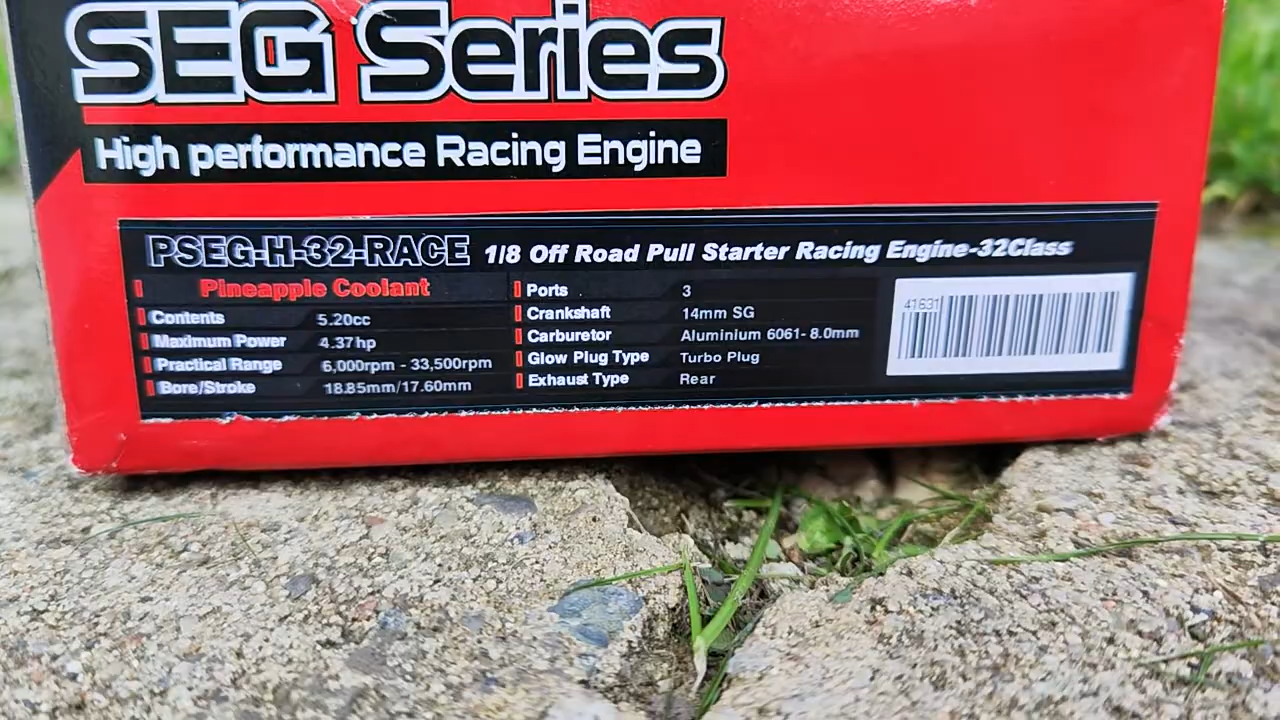 SEG Series
High performance Racing Engine
PSEG-H-32-RACE 1/8 Off Road Pull Starter Racing Engine-32Class
Pineapple Coolant
Contents 5.20cc
Maximum Power 4.37hp
Practical Range 6,000rpm - 33,500rpm
Bore/Stroke 18.85mm/17.60mm
Ports 3
Crankshaft 14mm SG
Carburetor Aluminium 6061- 8.0mm
Glow Plug Type Turbo Plug
Exhaust Type Rear
41631